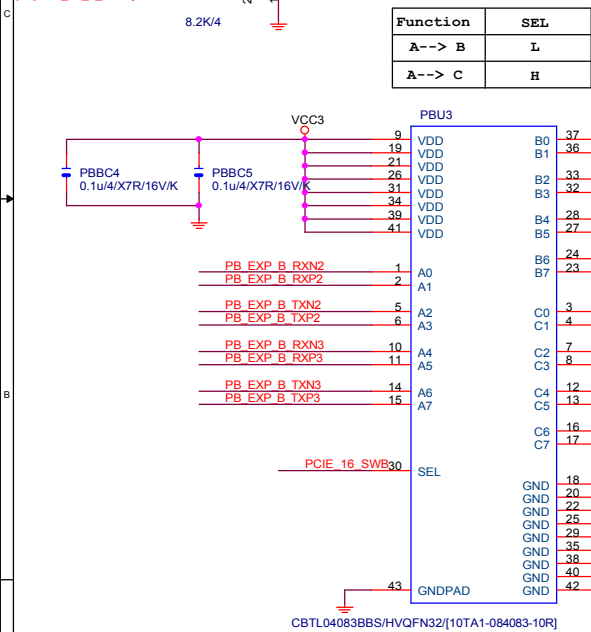 C
8.2K/4
Function SEL
A--> B L
A--> C H
VCC3
PBU3
PBBC4
0.1u/4/X7R/16V/K
PBBC5
0.1u/4/X7R/16V/K
9 VDD B0 37
19 VDD B1 36
21 VDD
26 VDD B2 33
31 VDD B3 32
34 VDD
39 VDD B4 28
41 VDD B5 27
B6 24
B7 23
PB_EXP_B_RXN2 1 A0
PB_EXP_B_RXP2 2 A1
PB_EXP_B_TXN2 5 A2 C0 3
PB_EXP_B_TXP2 6 A3 C1 4
PB_EXP_B_RXN3 10 A4 C2 7
PB_EXP_B_RXP3 11 A5 C3 8
B
PB_EXP_B_TXN3 14 A6 C4 12
PB_EXP_B_TXP3 15 A7 C5 13
C6 16
C7 17
PCIE_16_SWB 30 SEL
GND 18
GND 20
GND 22
GND 25
GND 29
GND 35
GND 38
GND 40
43 GNDPAD GND 42
CBTL04083BBS/HVQFN32/[10TA1-084083-10R]